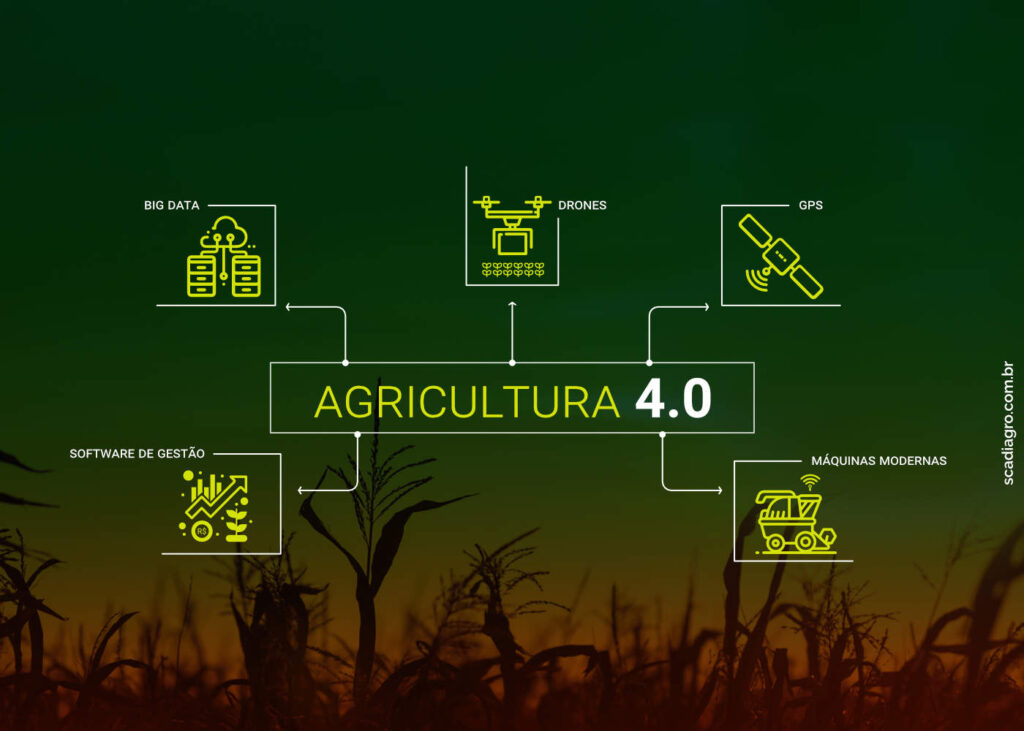 BIG DATA
DRONES
GPS
AGRICULTURA 4.0
SOFTWARE DE GESTÃO
R$
MÁQUINAS MODERNAS
scadiagro.com.br